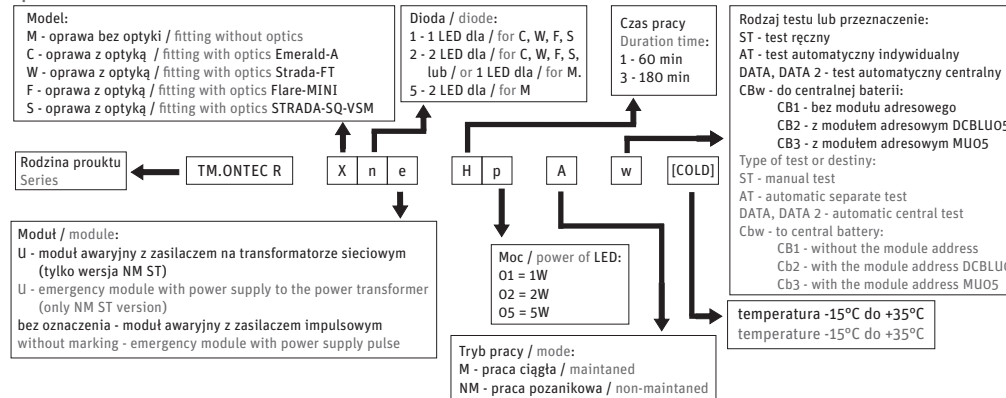 Model:
M - oprawa bez optyki / fitting without optics
C - oprawa z optyką / fitting with optics Emerald-A
W - oprawa z optyką / fitting with optics Strada-FT
F - oprawa z optyką / fitting with optics Flare-MINI
S - oprawa z optyką / fitting with optics STRADA-SQ-VSM
Dioda / diode:
1 - 1 LED dla / for C, W, F, S
2 - 2 LED dla / for C, W, F, S,
lub / or 1 LED dla / for M.
5 - 2 LED dla / for M
Czas pracy
Duration time:
1 - 60 min
3 - 180 min
Rodzaj testu lub przeznaczenie:
ST - test ręczny
AT - test automatyczny indywidualny
DATA, DATA 2 - test automatyczny centralny
CBw - do centralnej baterii:
CB1 - bez modułu adresowego
CB2 - z modułem adresowym DCBLU05
CB3 - z modułem adresowym MU05
Type of test or destiny:
ST - manual test
AT - automatic separate test
DATA, DATA 2 - automatic central test
Cbw - to central battery:
CB1 - without the module address
Cb2 - with the module address DCBLU0
Cb3 - with the module address MU05
Rodzina prouktu
Series
TM.ONTEC R
X n e
H p
A
w
[COLD]
Moduł / module:
U - moduł awaryjny z zasilaczem na transformatorze sieciowym
(tylko wersja NM ST)
U - emergency module with power supply to the power transformer
(only NM ST version)
bez oznaczenia - moduł awaryjny z zasilaczem impulsowym
without marking - emergency module with power supply pulse
Moc / power of LED:
01 = 1W
02 = 2W
05 = 5W
Tryb pracy / mode:
M - praca ciągła / maintaned
NM - praca pozanikowa / non-maintaned
temperatura -15°C do +35°C
temperature -15°C do +35°C